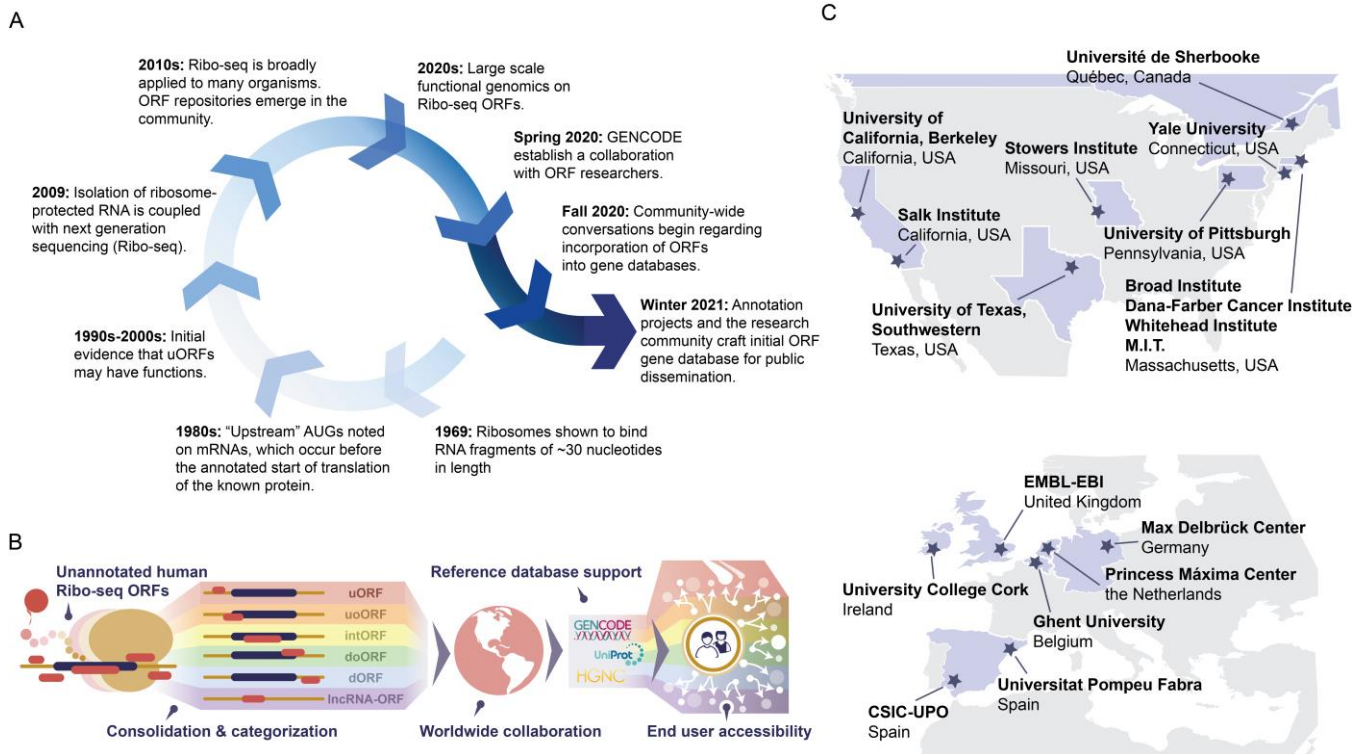 A
2010s: Ribo-seq is broadly
applied to many organisms.
ORF repositories emerge in the
community.
2020s: Large scale
functional genomics on
Ribo-seq ORFs.
Spring 2020: GENCODE
establish a collaboration
with ORF researchers.
2009: Isolation of ribosome-
protected RNA is coupled
with next generation
sequencing (Ribo-seq).
Fall 2020: Community-wide
conversations begin regarding
incorporation of ORFs
into gene databases.
Winter 2021: Annotation
projects and the research
community craft initial ORF
gene database for public
dissemination.
1990s-2000s: Initial
evidence that uORFs
may have functions.
1980s: “Upstream” AUGs noted
on mRNAs, which occur before
the annotated start of translation
of the known protein.
1969: Ribosomes shown to bind
RNA fragments of ~30 nucleotides
in length
B
Unannotated human
Ribo-seq ORFs
uORF
uoORF
intORF
doORF
dORF
lncRNA-ORF
Consolidation & categorization
Worldwide collaboration
Reference database support
GENCODE
UniProt
HGNC
End user accessibility
C
Université de Sherbooke
Québec, Canada
University of
California, Berkeley
California, USA
Stowers Institute
Missouri, USA
Yale University
Connecticut, USA
Salk Institute
California, USA
University of Pittsburgh
Pennsylvania, USA
University of Texas,
Southwestern
Texas, USA
Broad Institute
Dana-Farber Cancer Institute
Whitehead Institute
M.I.T.
Massachusetts, USA
EMBL-EBI
United Kingdom
Max Delbrück Center
Germany
University College Cork
Ireland
Princess Máxima Center
the Netherlands
Ghent University
Belgium
Universitat Pompeu Fabra
Spain
CSIC-UPO
Spain